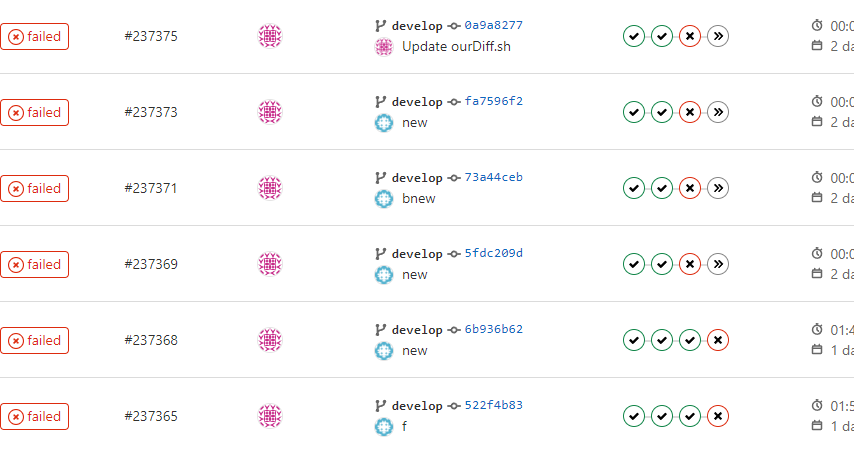 failed #237375 develop 0a9a8277 00:0
Update ourDiff.sh 2 da
failed #237373 develop fa7596f2 00:0
new 2 da
failed #237371 develop 73a44ceb 00:0
bnew 2 da
failed #237369 develop 5fdc209d 00:0
new 2 da
failed #237368 develop 6b936b62 01:4
new 1 da
failed #237365 develop 522f4b83 01:5
f 1 da